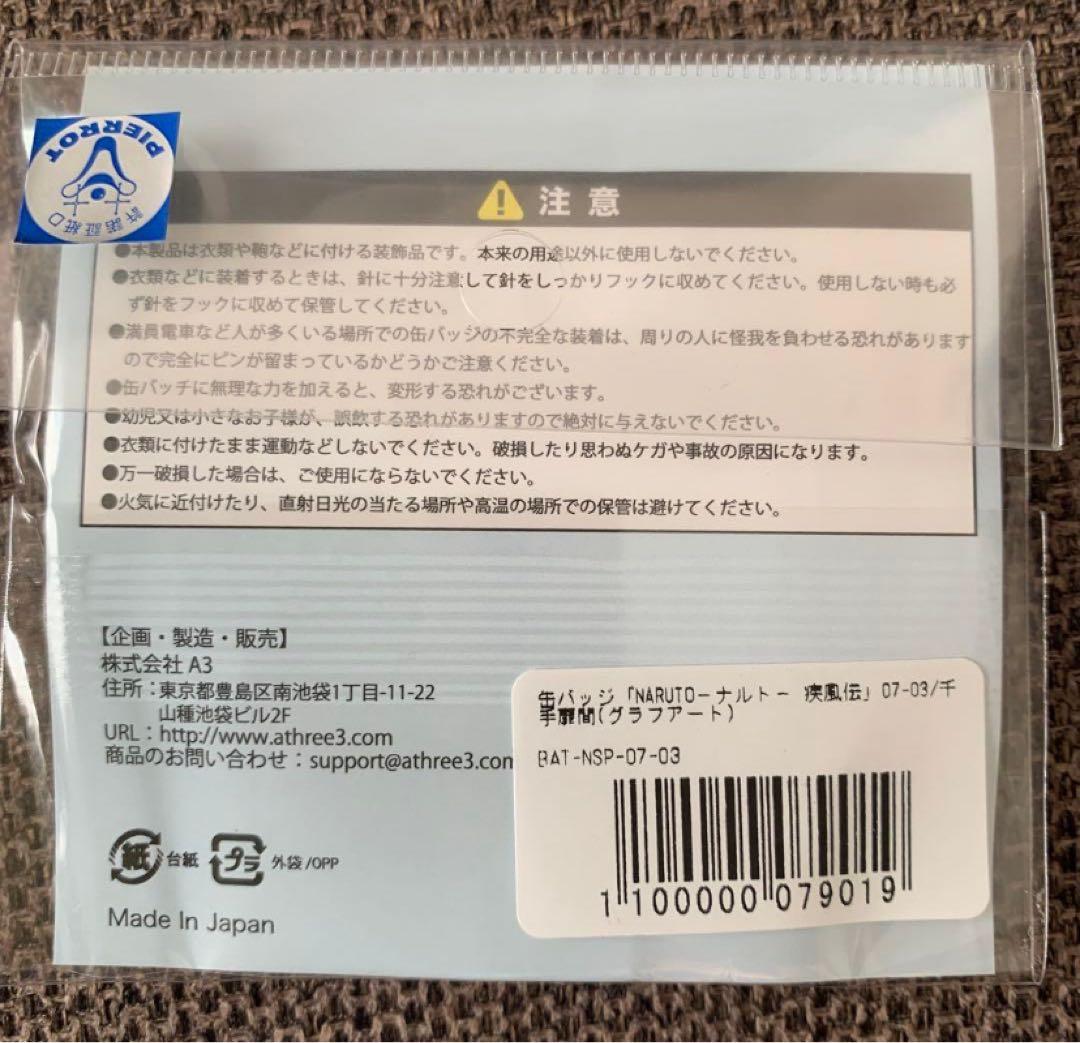 PIERROT
許諾証紙D
注意
●本製品は衣類や鞄などに付ける装飾品です。本来の用途以外に使用しないでください。
●衣類などに装着するときは、針に十分注意して針をしっかりフックに収めてください。使用しない時も必
ず針をフックに収めて保管してください。
●満員電車など人が多くいる場所での缶バッジの不完全な装着は、周りの人に怪我を負わせる恐れがあります
ので完全にピンが留まっているかどうかご注意ください。
●缶バッチに無理な力を加えると、変形する恐れがございます。
●幼児又は小さなお子様が、誤飲する恐れがありますので絶対に与えないでください。
●衣類に付けたまま運動などしないでください。破損したり思わぬケガや事故の原因になります。
●万一破損した場合は、ご使用にならないでください。
●火気に近付けたり、直射日光の当たる場所や高温の場所での保管は避けてください。
【企画・製造・販売】
株式会社 A3
住所：東京都豊島区南池袋1丁目-11-22
山種池袋ビル2F
URL：http://www.athree3.com
商品のお問い合わせ：support@athree3.com
紙 台紙 プラ 外袋/OPP
Made In Japan
缶バッジ「NARUTO-ナルト- 疾風伝」07-03/千
手扉間(グラフアート)
BAT-NSP-07-03
1 100000 079019